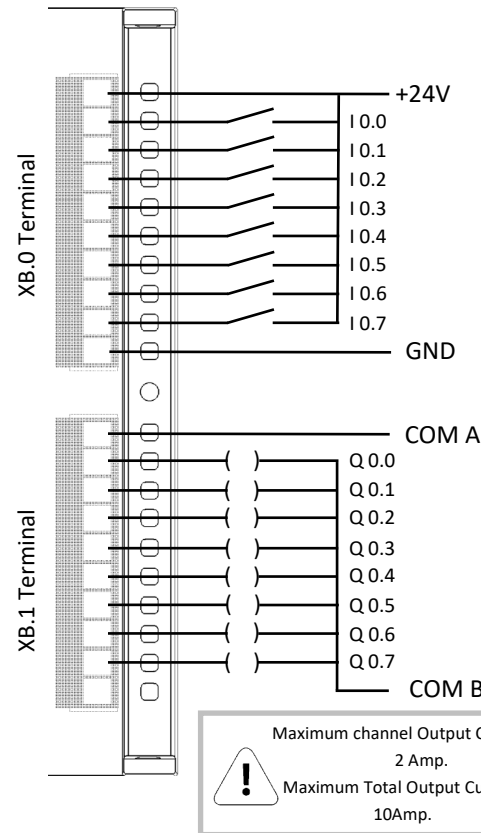 XB.0 Terminal
+24V
I 0.0
I 0.1
I 0.2
I 0.3
I 0.4
I 0.5
I 0.6
I 0.7
GND
XB.1 Terminal
COM A
Q 0.0
Q 0.1
Q 0.2
Q 0.3
Q 0.4
Q 0.5
Q 0.6
Q 0.7
COM B
Maximum channel Output
2 Amp.
Maximum Total Output
10Amp.